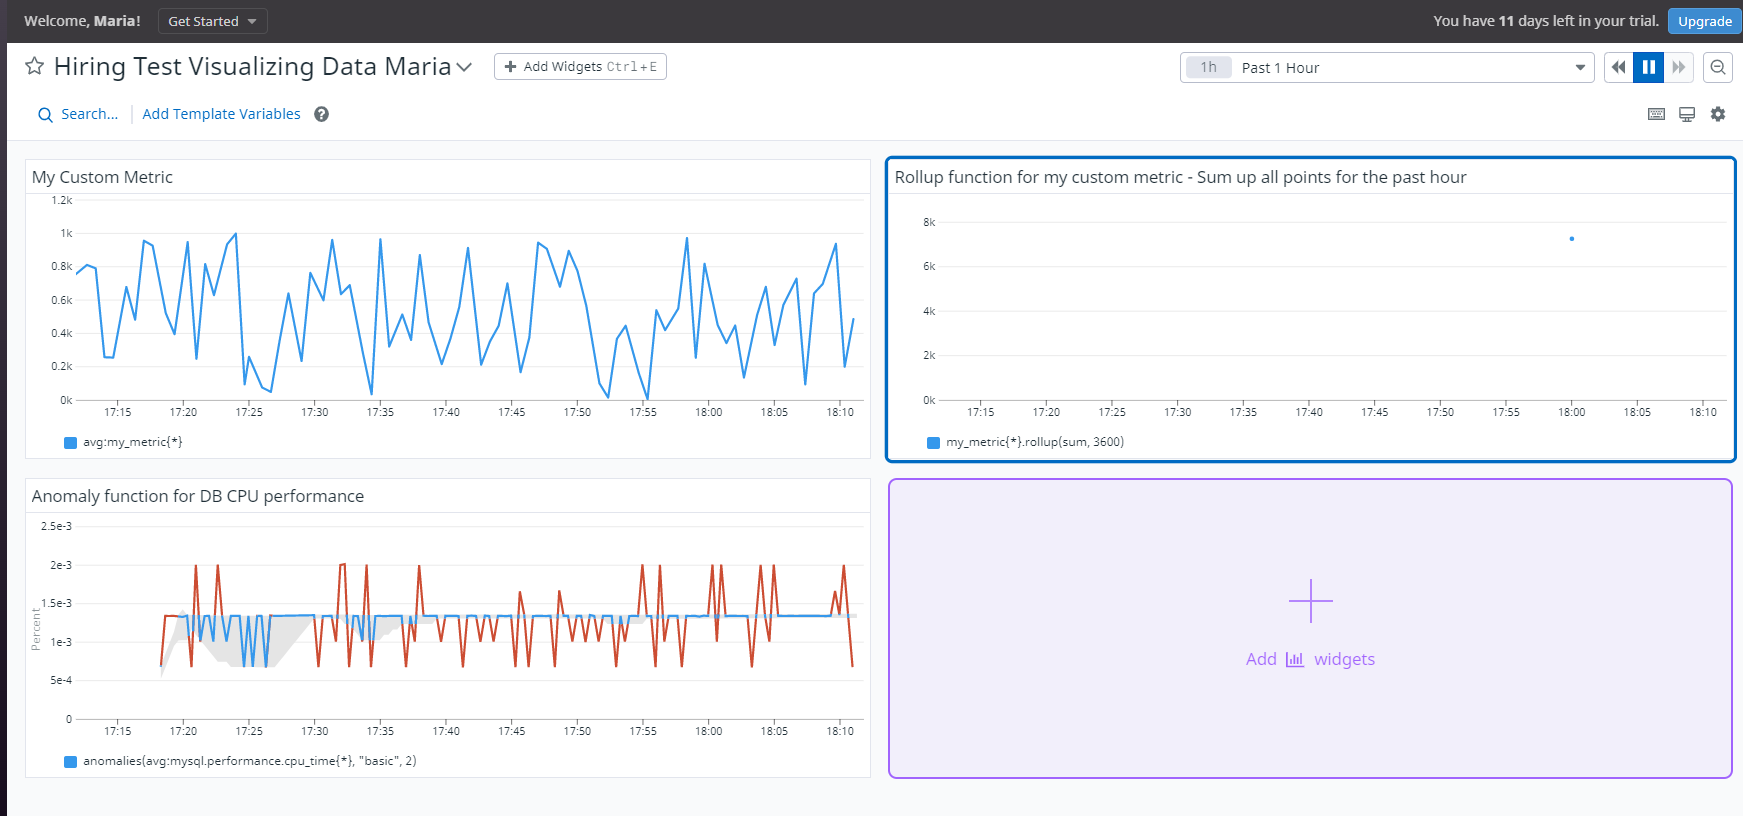 Welcome, Maria!
Get Started
You have 11 days left in your trial.
Upgrade
Hiring Test Visualizing Data Maria
+ Add Widgets Ctrl+E
1h Past 1 Hour
Search...
Add Template Variables
?
My Custom Metric
1.2k
1k
0.8k
0.6k
0.4k
0.2k
0k
17:15 17:20 17:25 17:30 17:35 17:40 17:45 17:50 17:55 18:00 18:05 18:10
avg:my_metric{*}
Rollup function for my custom metric - Sum up all points for the past hour
8k
6k
4k
2k
0k
17:15 17:20 17:25 17:30 17:35 17:40 17:45 17:50 17:55 18:00 18:05 18:10
my_metric{*}.rollup(sum, 3600)
Anomaly function for DB CPU performance
Percent
2.5e-3
2e-3
1.5e-3
1e-3
5e-4
0
17:15 17:20 17:25 17:30 17:35 17:40 17:45 17:50 17:55 18:00 18:05 18:10
anomalies(avg:mysql.performance.cpu_time{*}, "basic", 2)
Add widgets